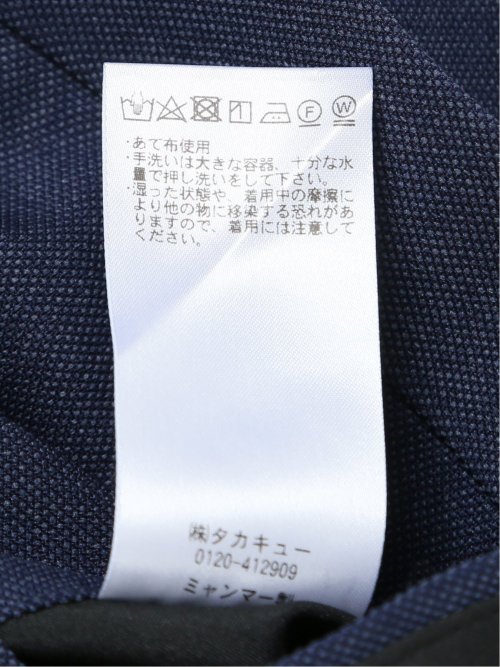 F W
・あて布使用
・手洗いは大きな容器、十分な水
量で押し洗いをして下さい。
・湿った状態や、着用中の摩擦に
より他の物に移染する恐れがあ
りますので、着用には注意して
ください。
㈱タカキュー
0120-412909
ミャンマー製